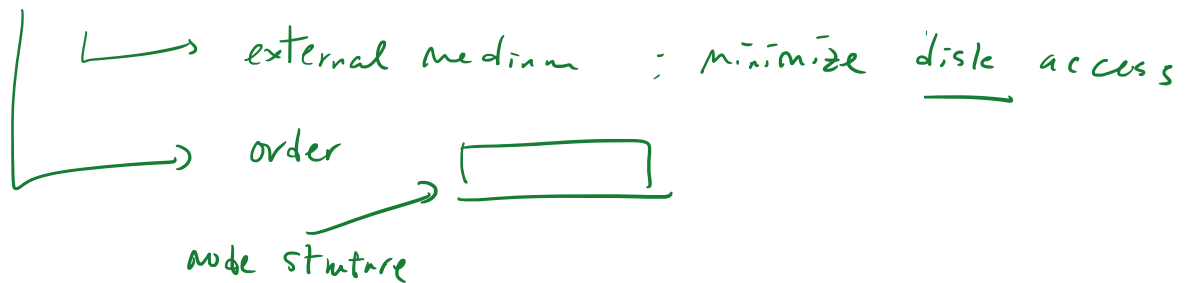 external medium : minimize disk access
order
node structure